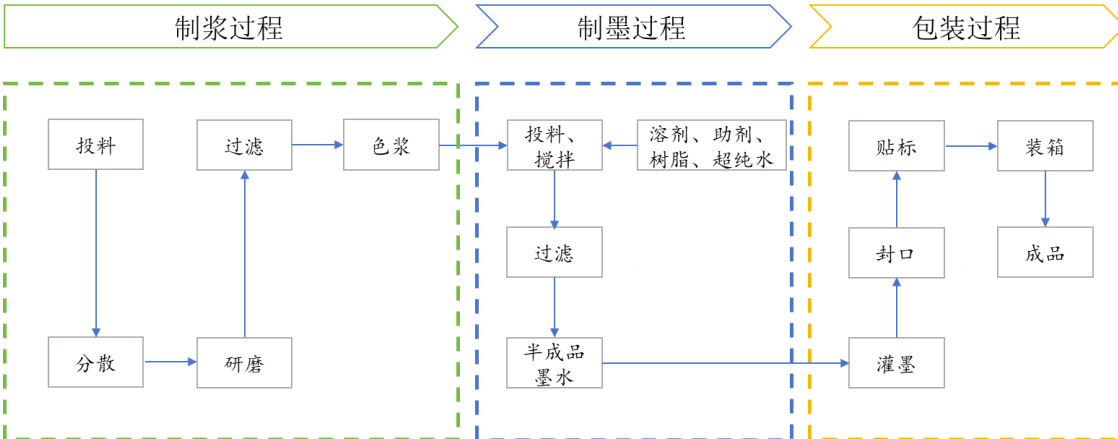 制浆过程
制墨过程
包装过程
投料
过滤
色浆
分散
研磨
投料、
搅拌
溶剂、助剂、
树脂、超纯水
过滤
半成品
墨水
贴标
装箱
封口
成品
灌墨